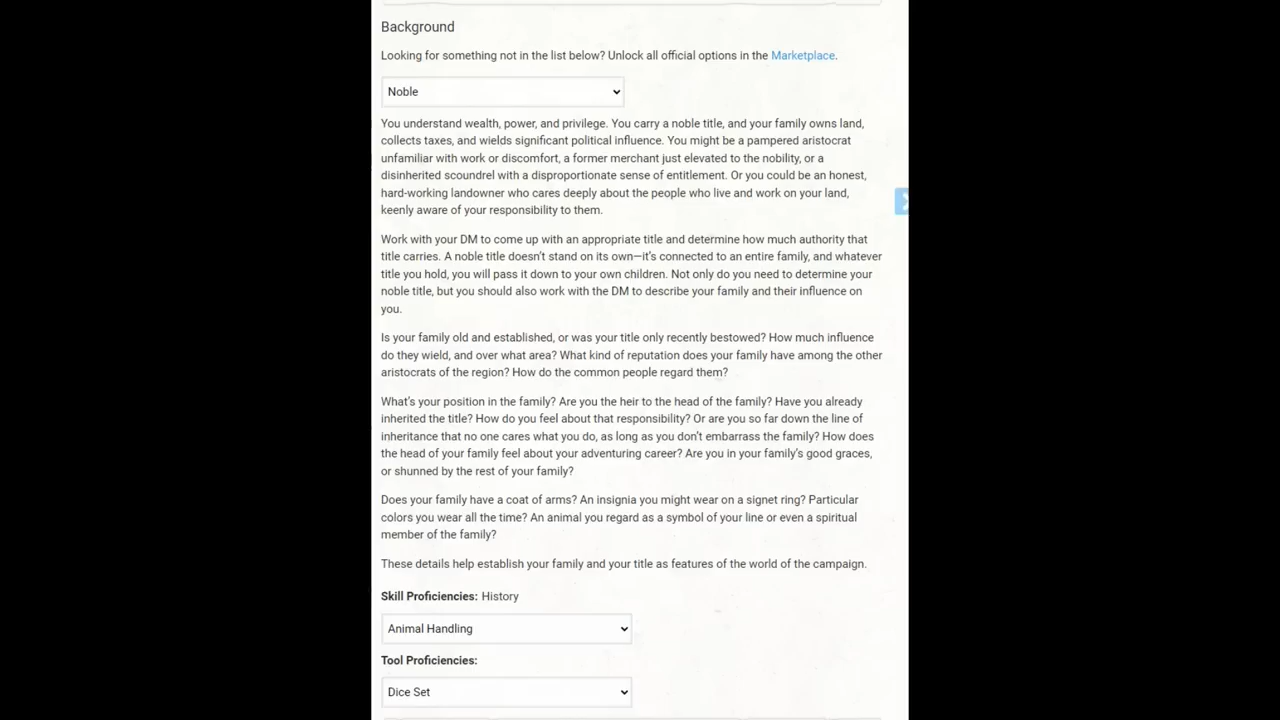 Background
Looking for something not in the list below? Unlock all official options in the Marketplace.
Noble
You understand wealth, power, and privilege. You carry a noble title, and your family owns land,
collects taxes, and wields significant political influence. You might be a pampered aristocrat
unfamiliar with work or discomfort, a former merchant just elevated to the nobility, or a
disinherited scoundrel with a disproportionate sense of entitlement. Or you could be an honest,
hard-working landowner who cares deeply about the people who live and work on your land,
keenly aware of your responsibility to them.
Work with your DM to come up with an appropriate title and determine how much authority that
title carries. A noble title doesn’t stand on its own—it’s connected to an entire family, and whatever
title you hold, you will pass it down to your own children. Not only do you need to determine your
noble title, but you should also work with the DM to describe your family and their influence on
you.
Is your family old and established, or was your title only recently bestowed? How much influence
do they wield, and over what area? What kind of reputation does your family have among the other
aristocrats of the region? How do the common people regard them?
What’s your position in the family? Are you the heir to the head of the family? Have you already
inherited the title? How do you feel about that responsibility? Or are you so far down the line of
inheritance that no one cares what you do, as long as you don’t embarrass the family? How does
the head of your family feel about your adventuring career? Are you in your family’s good graces,
or shunned by the rest of your family?
Does your family have a coat of arms? An insignia you might wear on a signet ring? Particular
colors you wear all the time? An animal you regard as a symbol of your line or even a spiritual
member of the family?
These details help establish your family and your title as features of the world of the campaign.
Skill Proficiencies: History
Animal Handling
Tool Proficiencies:
Dice Set